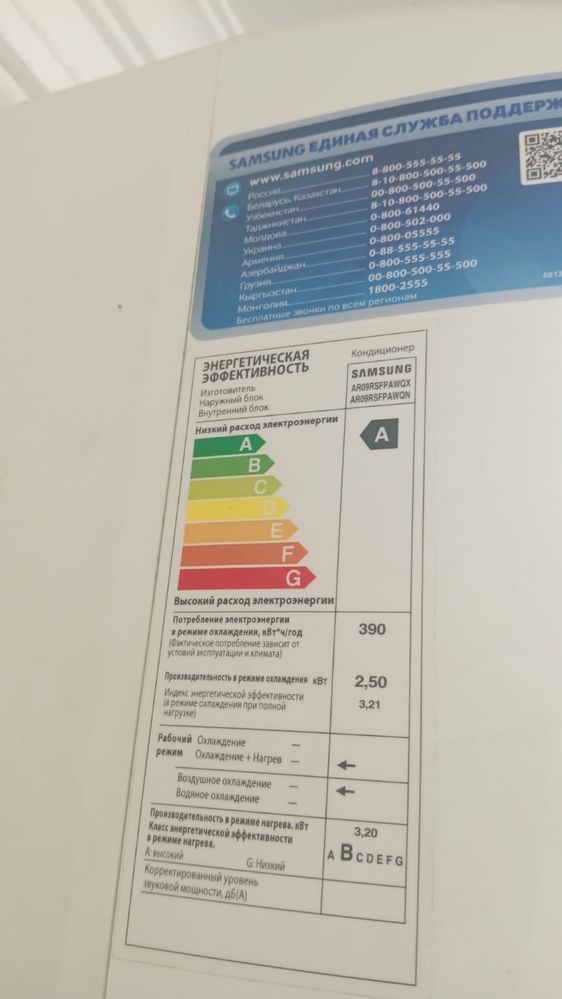 SAMSUNG ЕДИНАЯ СЛУЖБА ПОДДЕРЖ
www.samsung.com
Россия 8-800-555-55-55
Беларусь, Казахстан 8-10-800-500-55-500
Узбекистан 00-800-500-55-500
Таджикистан 8-10-800-500-55-500
Молдова 0-800-61440
Украина 0-800-502-000
Армения 0-800-05555
Азербайджан 0-88-555-55-55
Грузия 0-800-555-555
Кыргызстан 00-800-500-55-500
Монголия 1800-2555
Бесплатные звонки по всем регионам
6812
ЭНЕРГЕТИЧЕСКАЯ
ЭФФЕКТИВНОСТЬ
Кондиционер
Изготовитель SAMSUNG
Наружный блок AR09RSFPAWQX
Внутренний блок AR09RSFPAWQN
Низкий расход электроэнергии
A A
B
C
D
E
F
G
Высокий расход электроэнергии
Потребление электроэнергии
в режиме охлаждения, кВт*ч/год 390
(Фактическое потребление зависит от
условий эксплуатации и климата)
Производительность в режиме охлаждения кВт 2,50
Индекс энергетической эффективности 3,21
(в режиме охлаждения при полной
нагрузке)
Рабочий Охлаждение —
режим Охлаждение + Нагрев — ←
Воздушное охлаждение — ←
Водяное охлаждение —
Производительность в режиме нагрева. кВт 3,20
Класс энергетической эффективности
в режиме нагрева. A B C D E F G
А: высокий G: Низкий
Корректированный уровень
звуковой мощности, дБ(А)